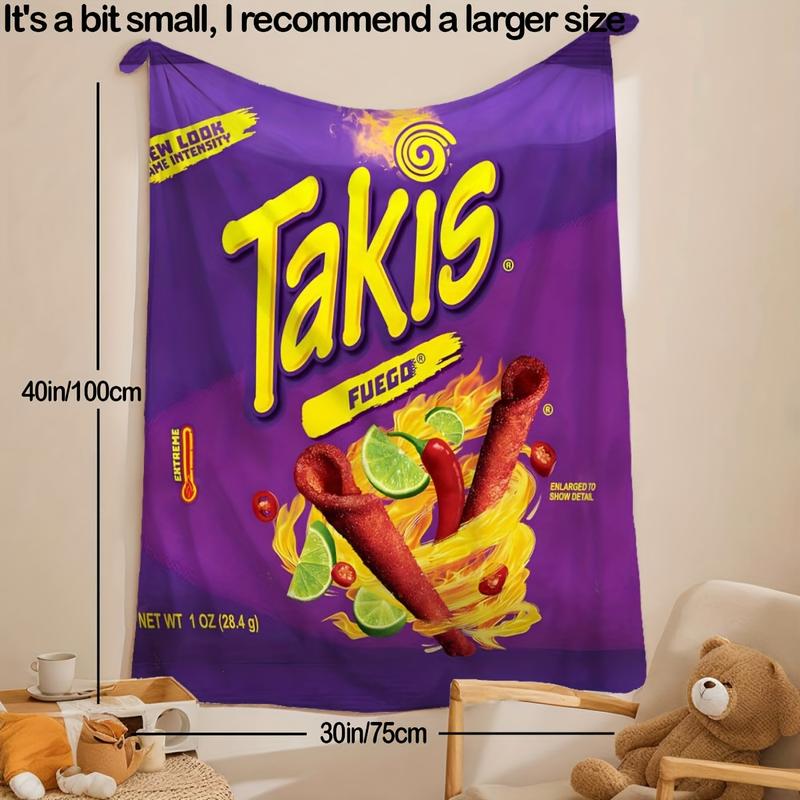 It's a bit small, I recommend a larger size
EW LOOK
AME INTENSITY
Takis®
FUEGO®
40in/100cm
EXTREME
®
ENLARGED TO
SHOW DETAIL
NET WT 1 OZ (28.4 g)
30in/75cm